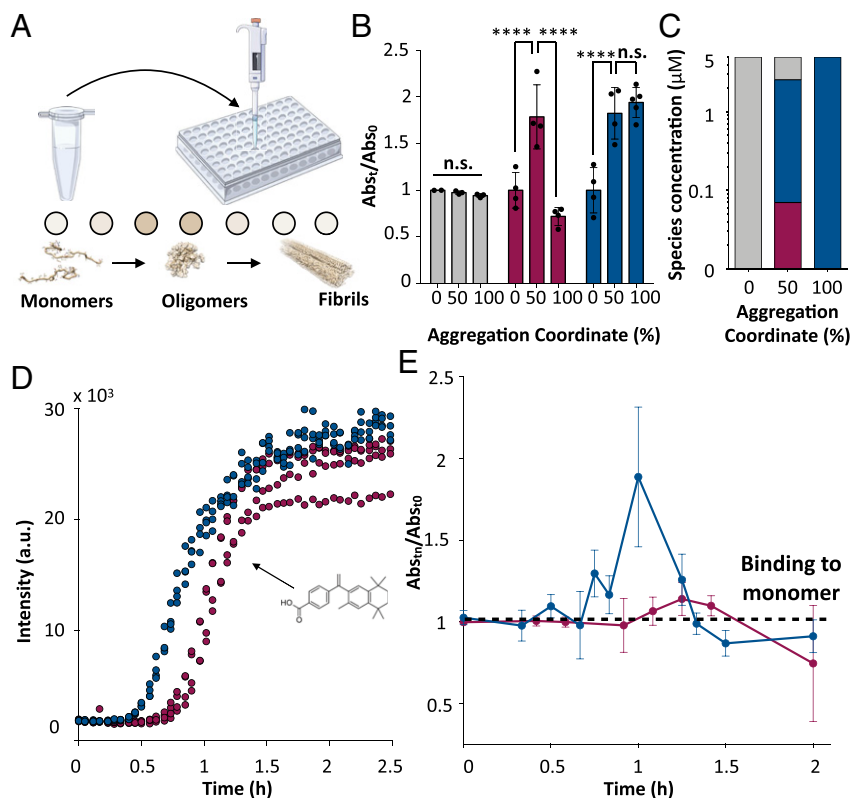 A
Monomers
Oligomers
Fibrils
B
Abst/Abs0
2.5
2
1.5
1
0.5
0
n.s.
****
****
****
n.s.
0 50 100
0 50 100
0 50 100
Aggregation Coordinate (%)
C
Species concentration (μM)
5
1
0.1
0
0
50
100
Aggregation
Coordinate (%)
D
x 10³
30
20
10
0
Intensity (a.u.)
HO
O
0
0.5
1
1.5
2
2.5
Time (h)
E
Abstn/Abst0
2.5
2
1.5
1
0.5
Binding to
monomer
0
0.5
1
1.5
2
Time (h)